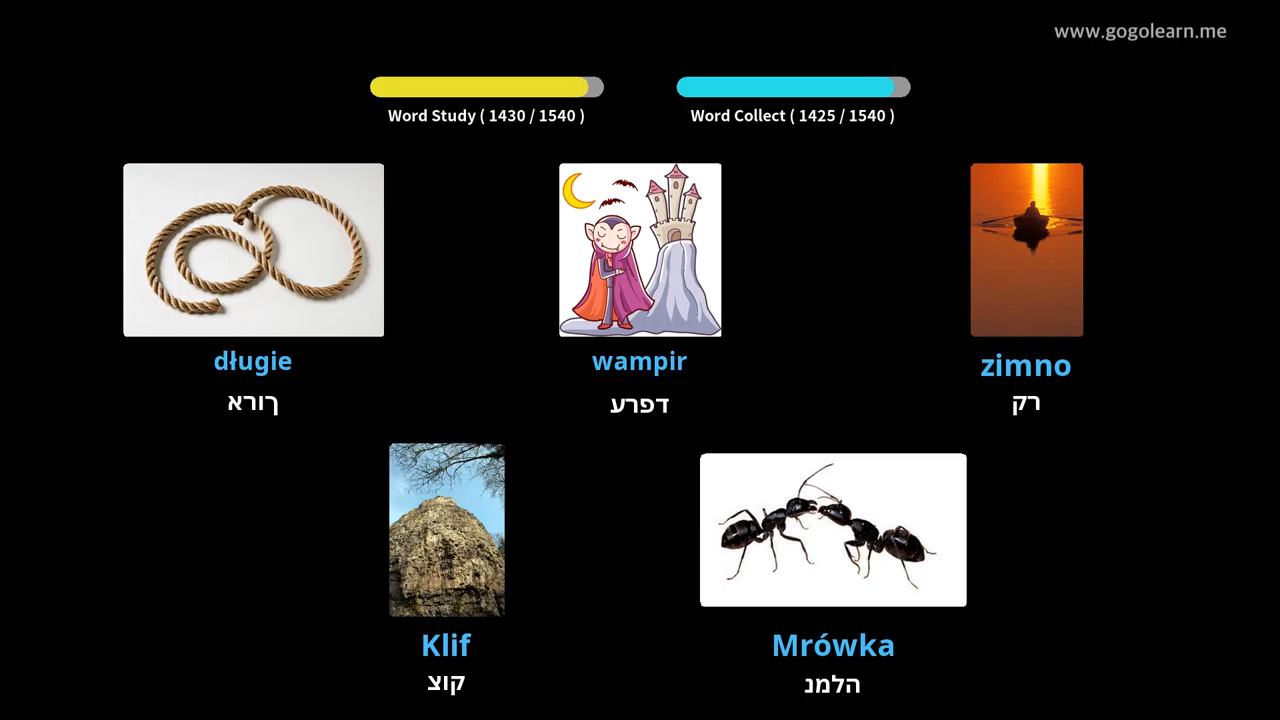 www.gogolearn.me
Word Study ( 1430 / 1540 )
Word Collect ( 1425 / 1540 )
długie
ךורא
wampir
דפרע
zimno
רק
Klif
קוצ
Mrówka
הלמנ